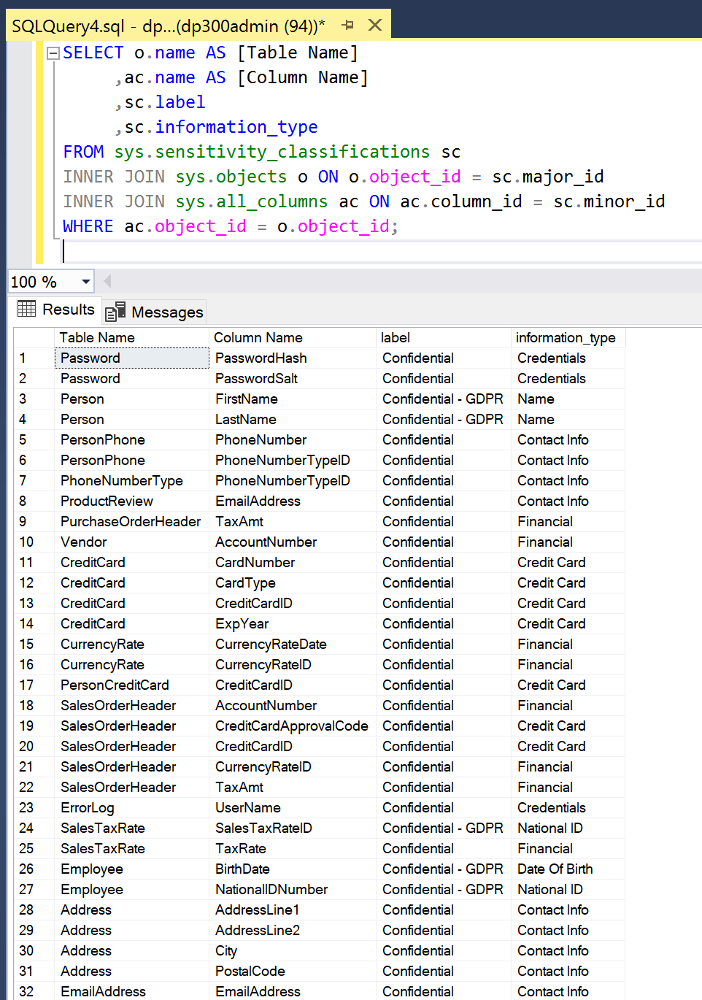 SQLQuery4.sql - dp...(dp300admin (94))*
SELECT o.name AS [Table Name]
,ac.name AS [Column Name]
,sc.label
,sc.information_type
FROM sys.sensitivity_classifications sc
INNER JOIN sys.objects o ON o.object_id = sc.major_id
INNER JOIN sys.all_columns ac ON ac.column_id = sc.minor_id
WHERE ac.object_id = o.object_id;
100 %
Results Messages
Table Name Column Name label information_type
1 Password PasswordHash Confidential Credentials
2 Password PasswordSalt Confidential Credentials
3 Person FirstName Confidential - GDPR Name
4 Person LastName Confidential - GDPR Name
5 PersonPhone PhoneNumber Confidential Contact Info
6 PersonPhone PhoneNumberTypeID Confidential Contact Info
7 PhoneNumberType PhoneNumberTypeID Confidential Contact Info
8 ProductReview EmailAddress Confidential Contact Info
9 PurchaseOrderHeader TaxAmt Confidential Financial
10 Vendor AccountNumber Confidential Financial
11 CreditCard CardNumber Confidential Credit Card
12 CreditCard CardType Confidential Credit Card
13 CreditCard CreditCardID Confidential Credit Card
14 CreditCard ExpYear Confidential Credit Card
15 CurrencyRate CurrencyRateDate Confidential Financial
16 CurrencyRate CurrencyRateID Confidential Financial
17 PersonCreditCard CreditCardID Confidential Credit Card
18 SalesOrderHeader AccountNumber Confidential Financial
19 SalesOrderHeader CreditCardApprovalCode Confidential Credit Card
20 SalesOrderHeader CreditCardID Confidential Credit Card
21 SalesOrderHeader CurrencyRateID Confidential Financial
22 SalesOrderHeader TaxAmt Confidential Financial
23 ErrorLog UserName Confidential Credentials
24 SalesTaxRate SalesTaxRateID Confidential - GDPR National ID
25 SalesTaxRate TaxRate Confidential Financial
26 Employee BirthDate Confidential - GDPR Date Of Birth
27 Employee NationalIDNumber Confidential - GDPR National ID
28 Address AddressLine1 Confidential Contact Info
29 Address AddressLine2 Confidential Contact Info
30 Address City Confidential Contact Info
31 Address PostalCode Confidential Contact Info
32 EmailAddress EmailAddress Confidential Contact Info